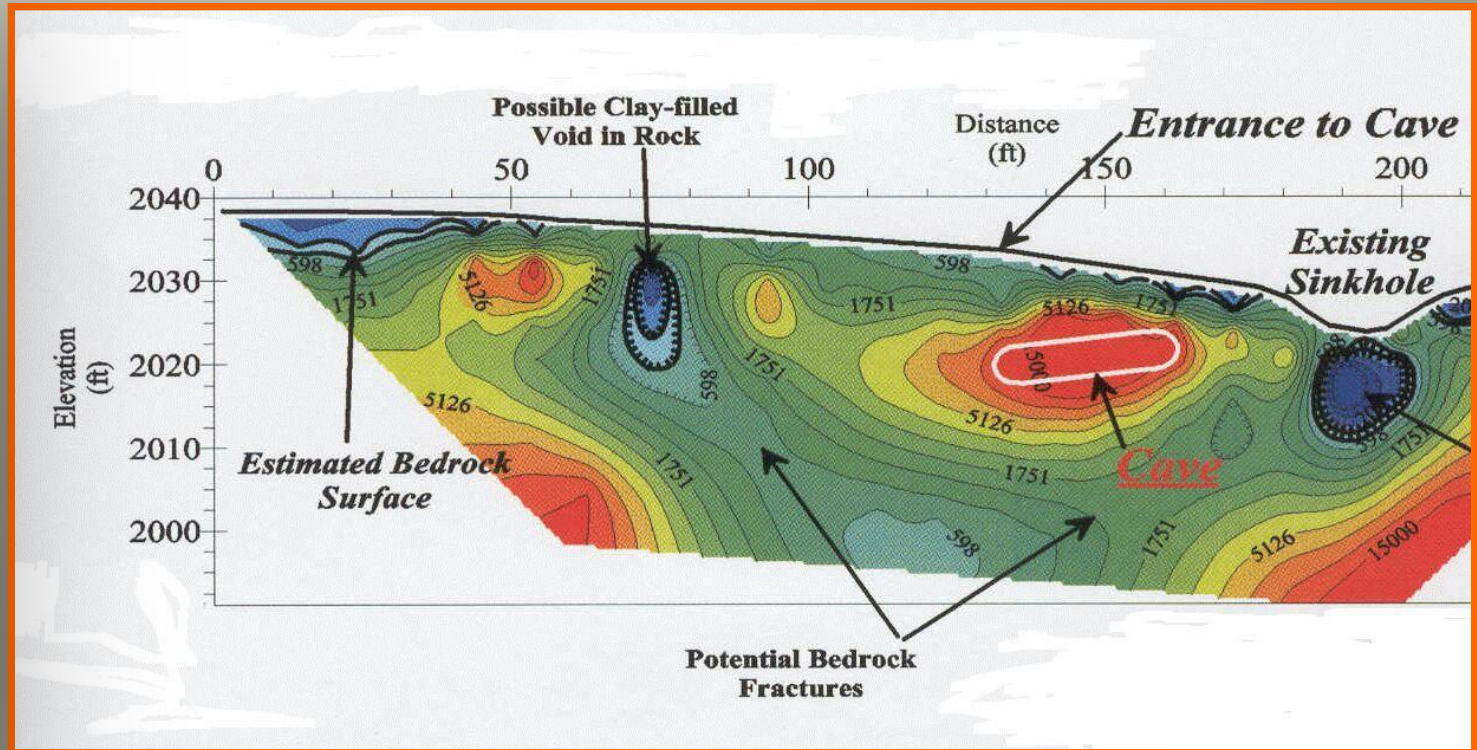 Possible Clay-filled
Void in Rock
Distance
(ft)
Entrance to Cave
0 50 100 150 200
2040
2030
2020
2010
2000
Elevation
(ft)
Existing
Sinkhole
598
1751
5126
1751
598
1751
5126
1751
598
1751
5126
5000
5126
1751
598
1751
598
1751
5126
15000
598
1751
Estimated Bedrock
Surface
Cave
Potential Bedrock
Fractures